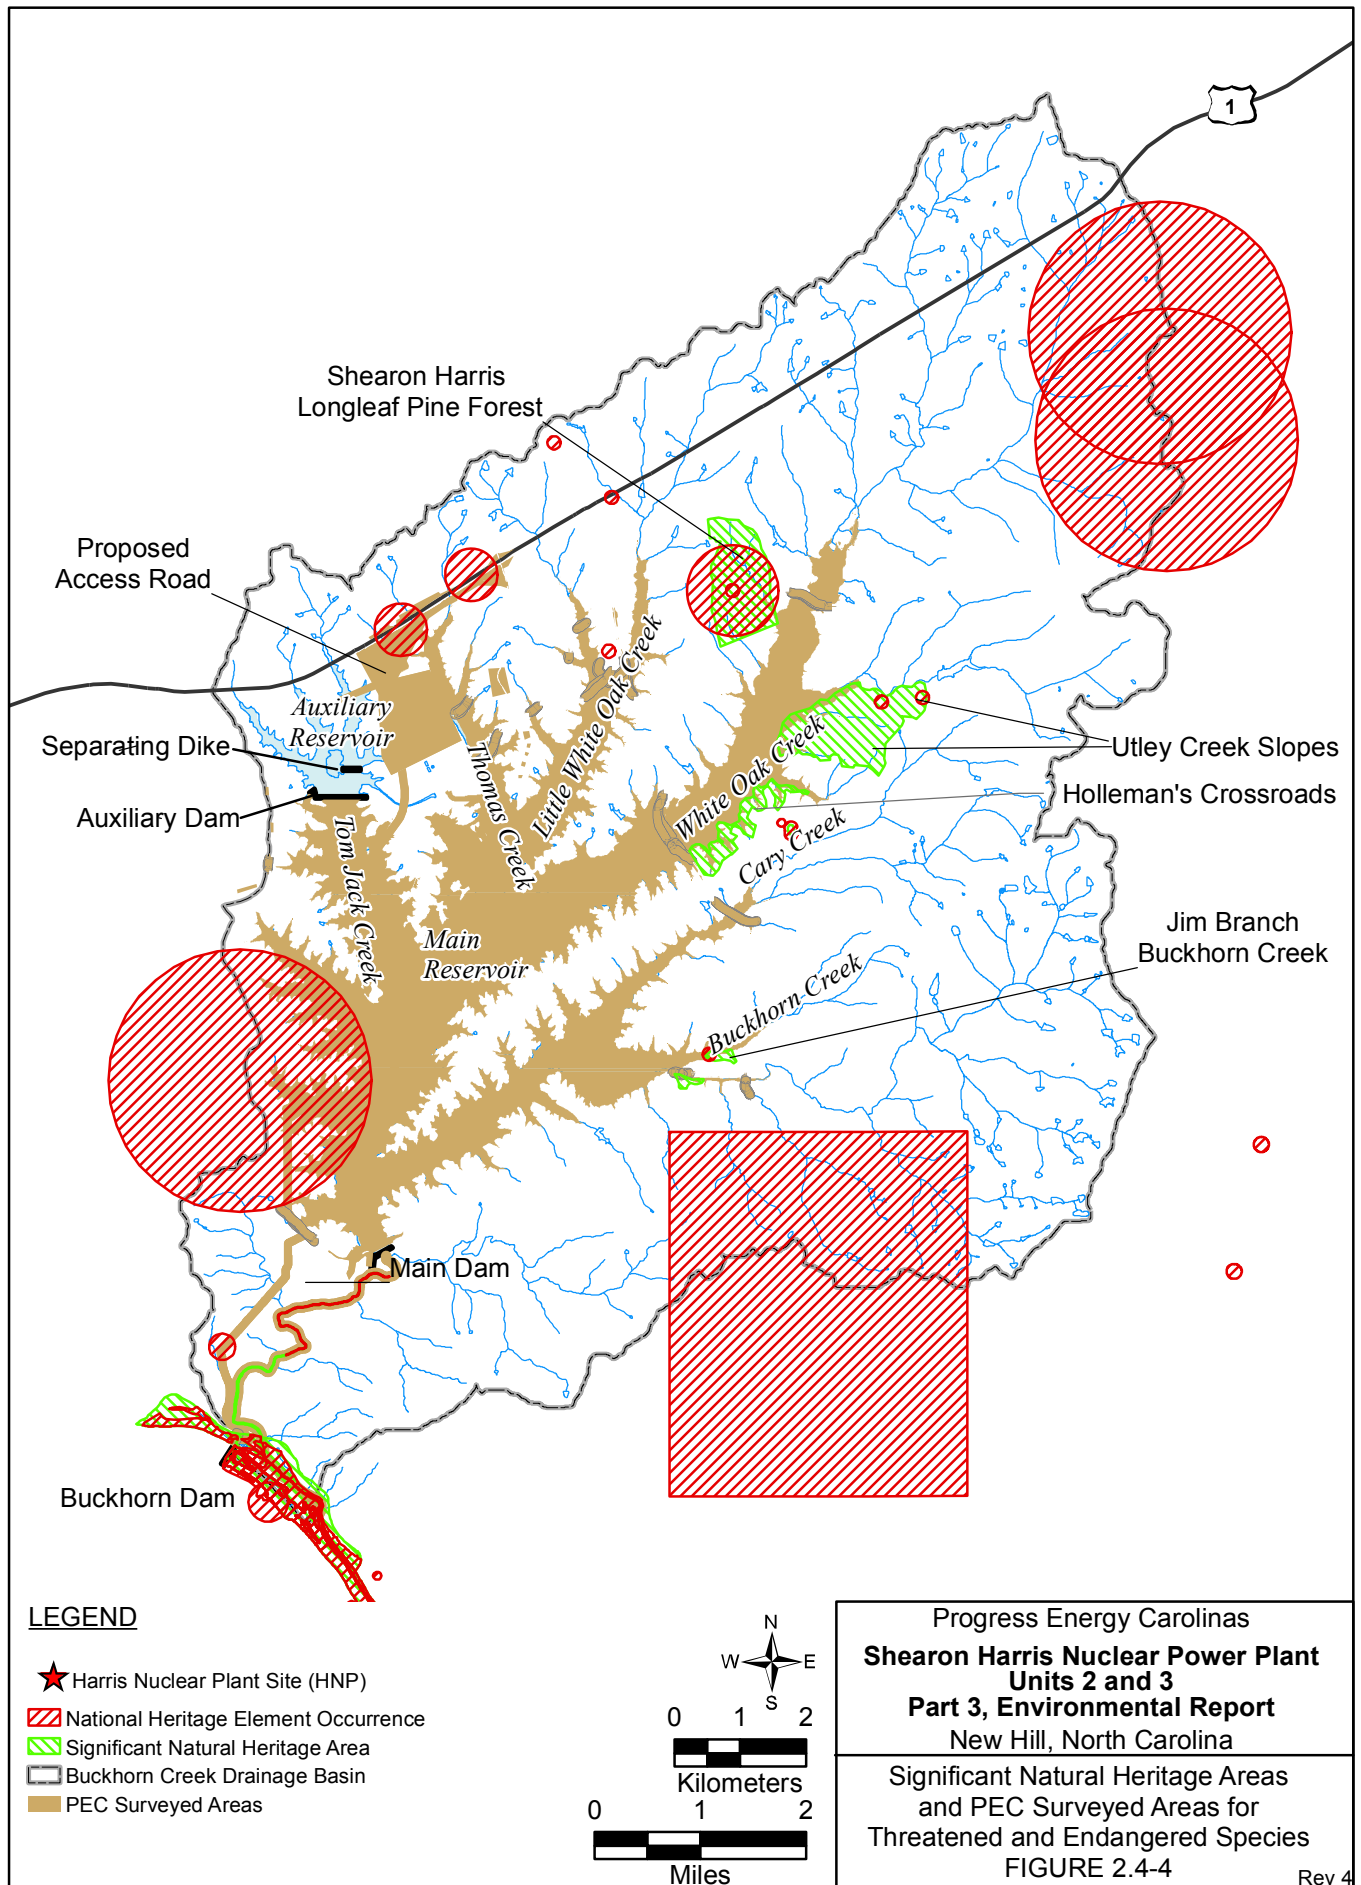 1
Shearon Harris
Longleaf Pine Forest
Proposed
Access Road
Auxiliary
Reservoir
Separating Dike
Auxiliary Dam
Tom Jack Creek
Thomas Creek
Little White Oak Creek
White Oak Creek
Utley Creek Slopes
Holleman's Crossroads
Cary Creek
Main
Reservoir
Jim Branch
Buckhorn Creek
Buckhorn Creek
Main Dam
Buckhorn Dam
LEGEND
Harris Nuclear Plant Site (HNP)
National Heritage Element Occurrence
Significant Natural Heritage Area
Buckhorn Creek Drainage Basin
PEC Surveyed Areas
N
W E
S
0 1 2
Kilometers
0 1 2
Miles
Progress Energy Carolinas
Shearon Harris Nuclear Power Plant
Units 2 and 3
Part 3, Environmental Report
New Hill, North Carolina
Significant Natural Heritage Areas
and PEC Surveyed Areas for
Threatened and Endangered Species
FIGURE 2.4-4
Rev 4